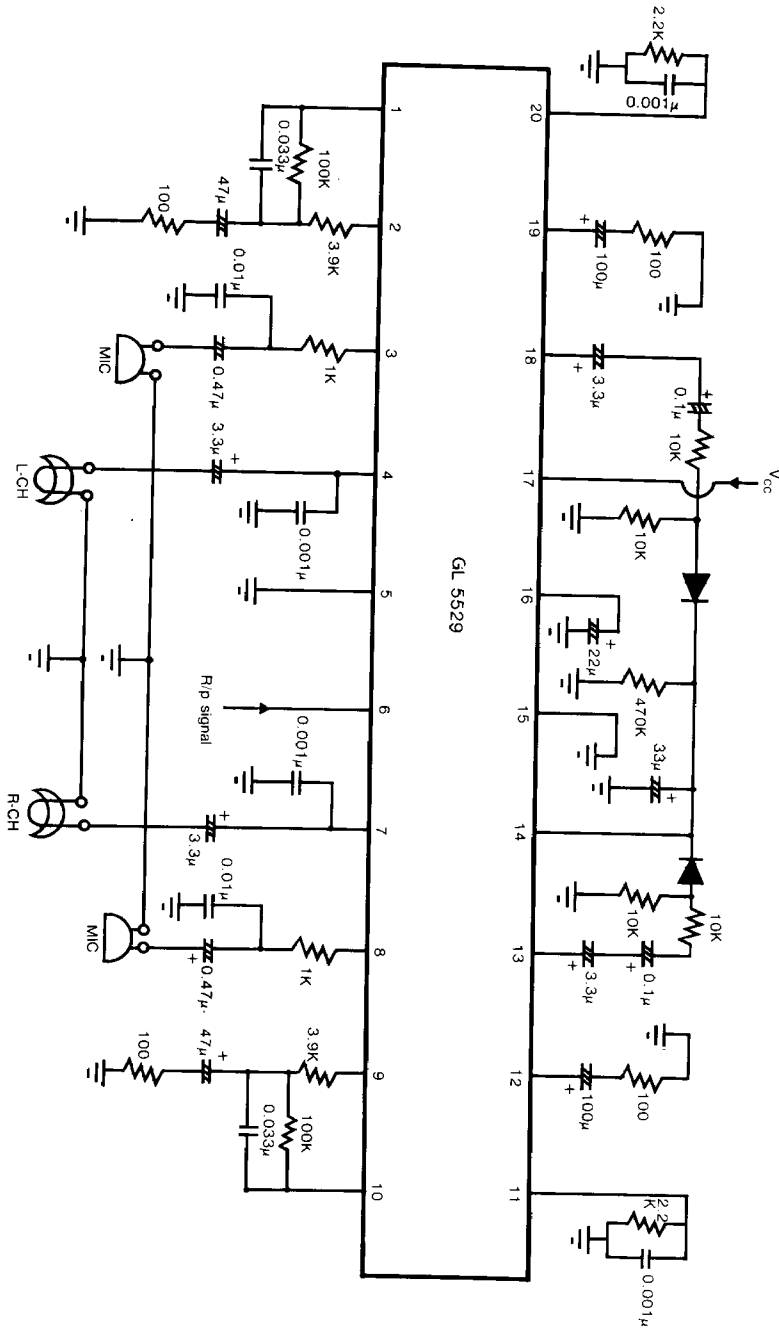 2.2K
0.001μ
20
100μ
100
19
3.3μ
0.1μ
10K
18
Vcc
17
10K
22μ
16
470K
15
33μ
14
10K
10K
3.3μ
0.1μ
13
100μ
100
12
2.2
K
0.001μ
11
GL 5529
1
0.033μ
100K
2
3.9K
47μ
100
3
1K
0.01μ
0.47μ
MIC
4
0.001μ
3.3μ
L-CH
5
6
R/p signal
7
0.001μ
3.3μ
R-CH
8
1K
0.01μ
0.47μ.
MIC
9
3.9K
47μ
100
100K
0.033μ
10